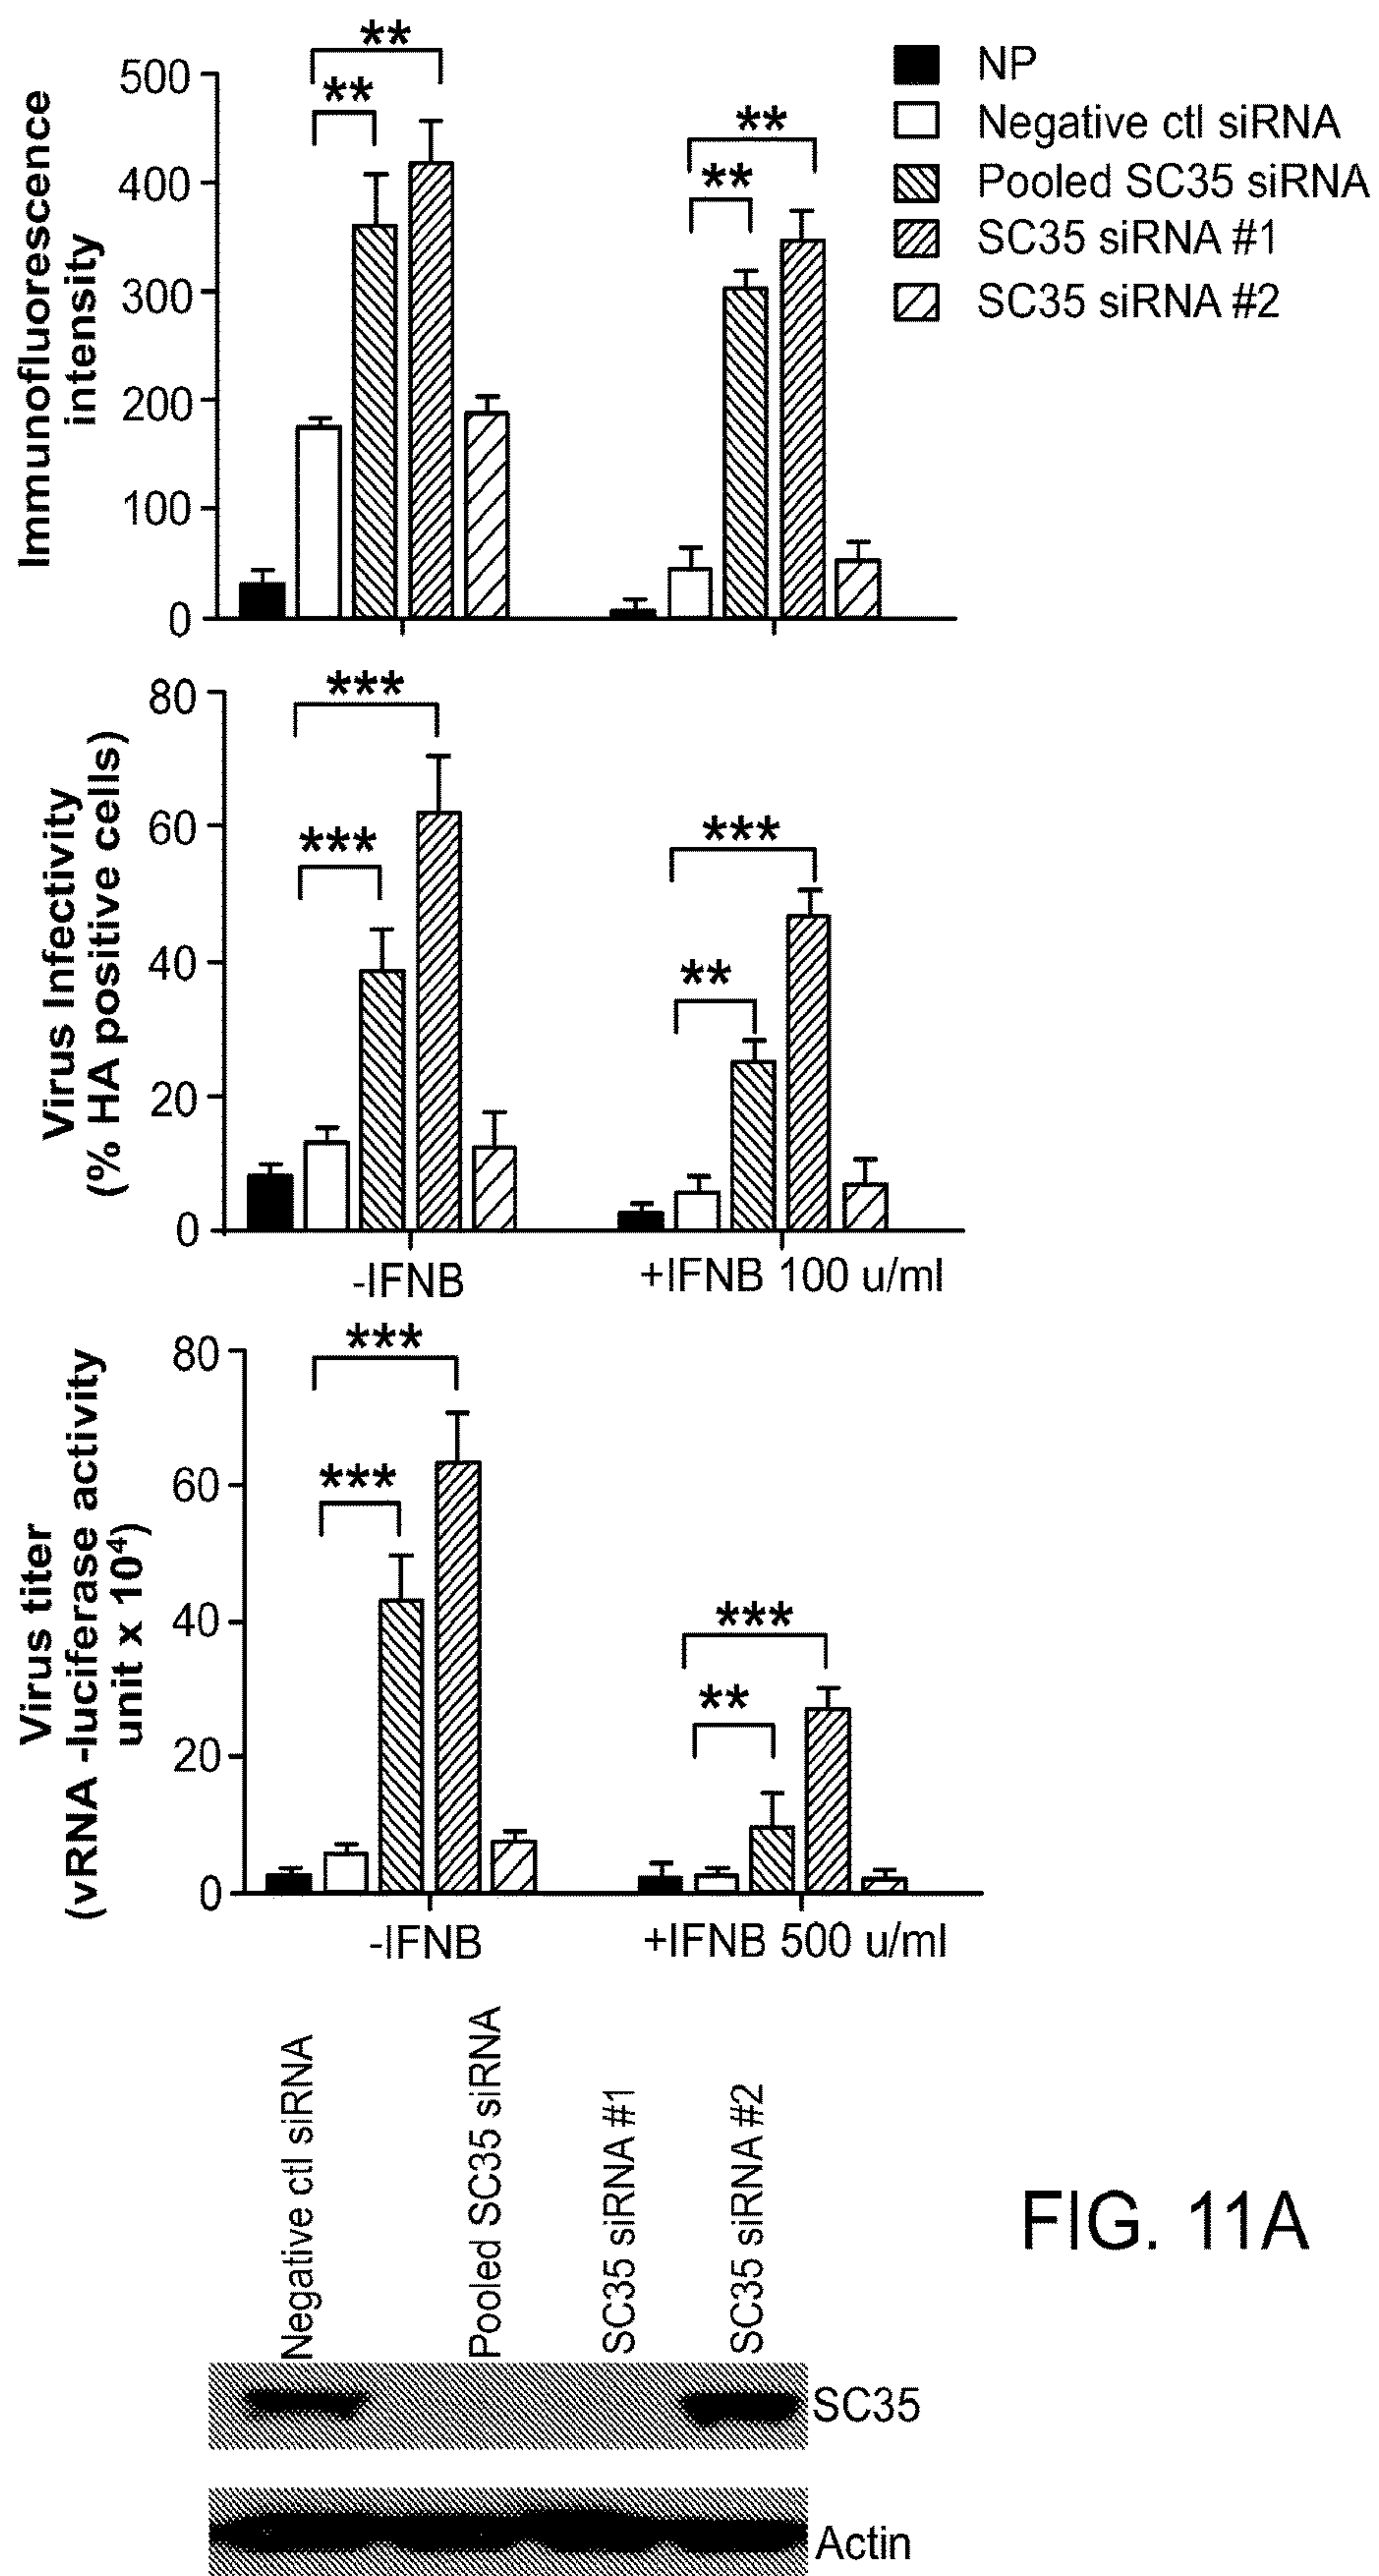 **
**
**
**
500
400
300
200
100
0
Immunofluorescence
intensity
NP
Negative ctl siRNA
Pooled SC35 siRNA
SC35 siRNA #1
SC35 siRNA #2
***
***
***
**
80
60
40
20
0
Virus Infectivity
(% HA positive cells)
-IFNB
+IFNB 100 u/ml
***
***
***
**
80
60
40
20
0
Virus titer
(vRNA -luciferase activity
unit x 10⁴)
-IFNB
+IFNB 500 u/ml
Negative ctl siRNA
Pooled SC35 siRNA
SC35 siRNA #1
SC35 siRNA #2
SC35
Actin
FIG. 11A